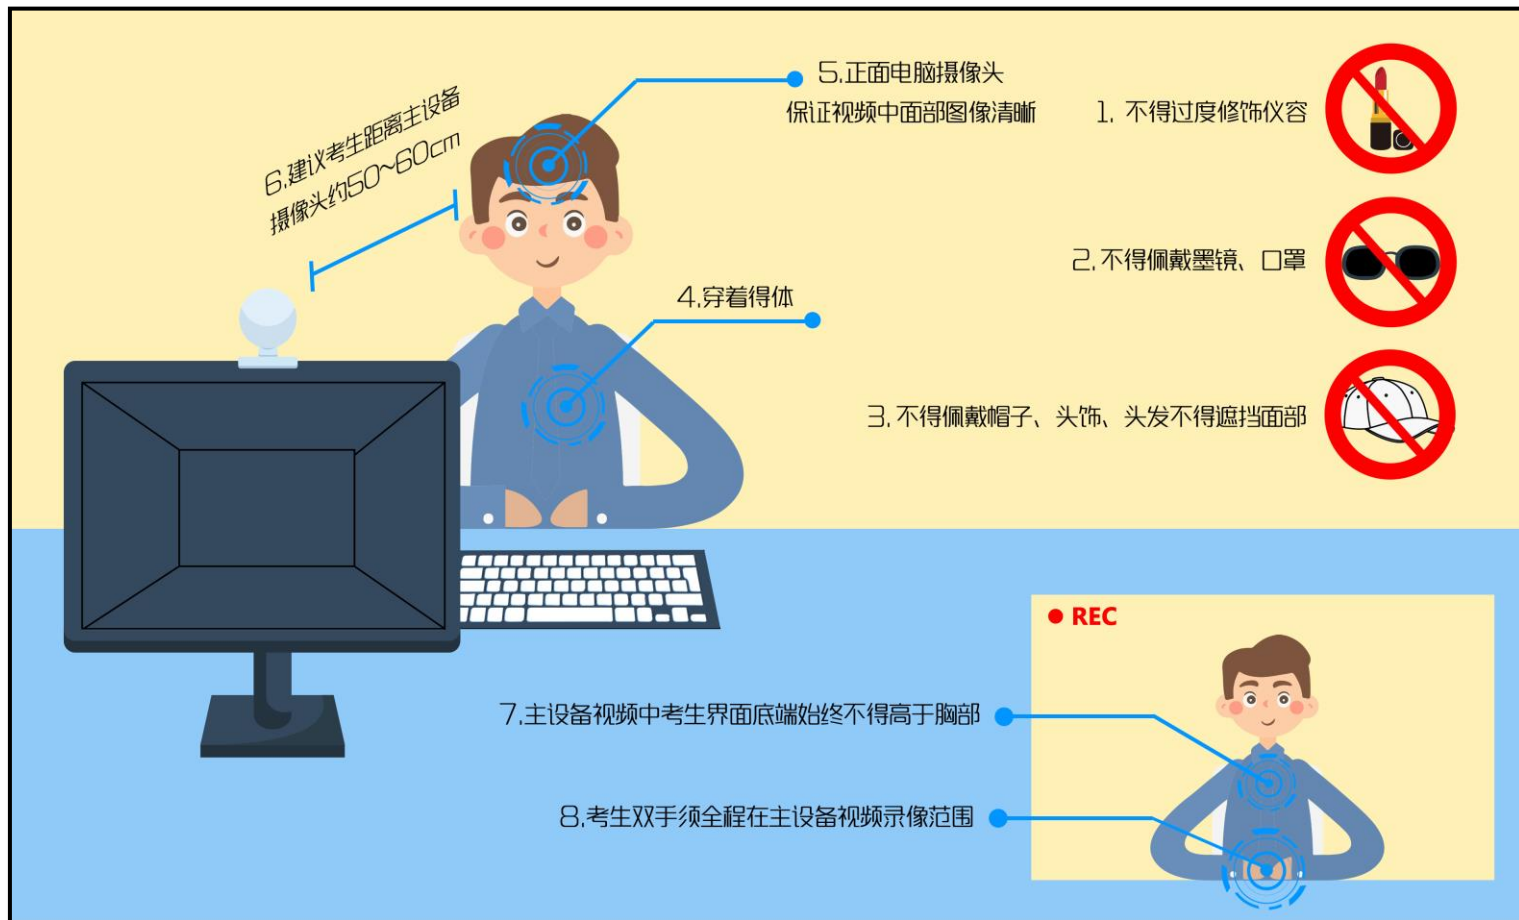 1. 不得过度修饰仪容
2. 不得佩戴墨镜、口罩
3. 不得佩戴帽子、头饰、头发不得遮挡面部
4.穿着得体
5.正面电脑摄像头
保证视频中面部图像清晰
6.建议考生距离主设备
摄像头约50~60cm
REC
7.主设备视频中考生界面底端始终不得高于胸部
8.考生双手须全程在主设备视频录像范围